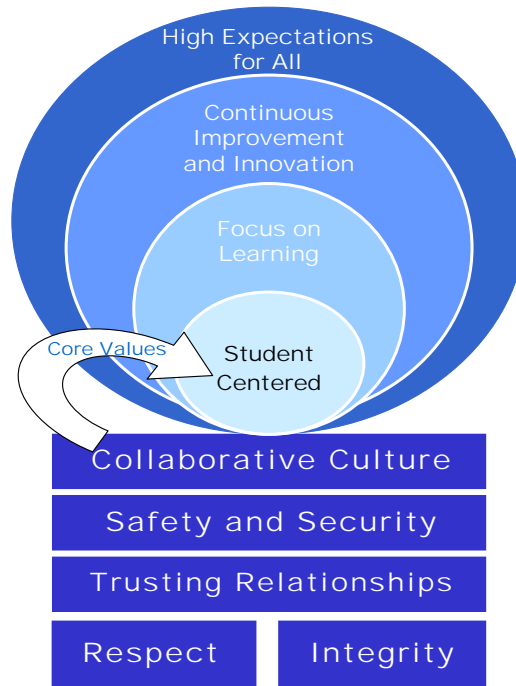 High Expectations
for All
Continuous
Improvement
and Innovation
Focus on
Learning
Core Values
Student
Centered
Collaborative Culture
Safety and Security
Trusting Relationships
Respect
Integrity